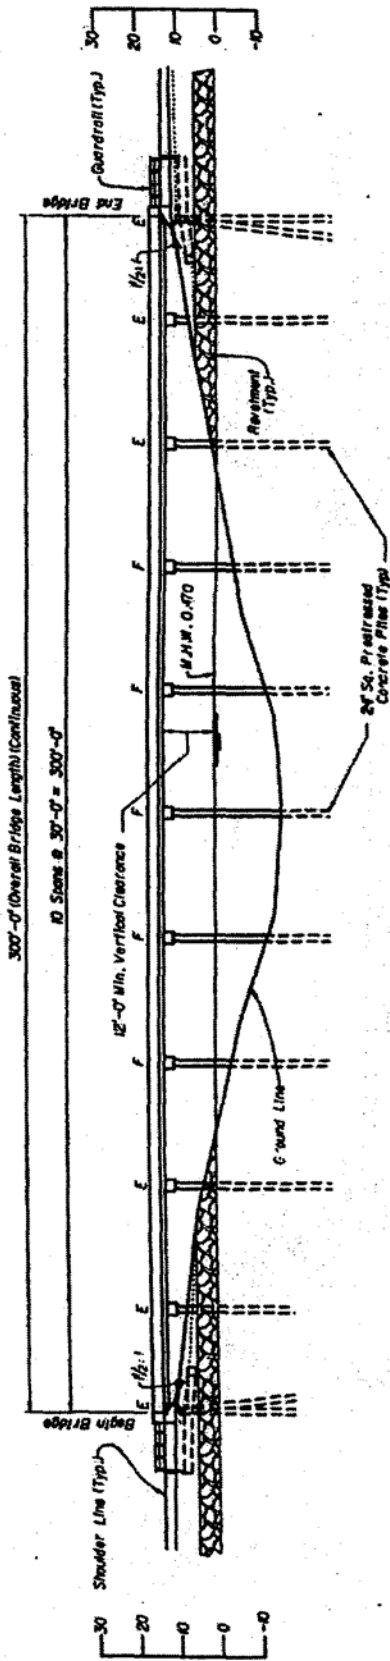 300'-0" (Overall Bridge Length) (Continuous)
10 Spans @ 30'-0" = 300'-0"
Shoulder Line (Typ.)
Begin Bridge
End Bridge
Guardrail (Typ.)
12'-0" Min. Vertical Clearance
M.H.W. 0.470
E
E
E
F
F
F
F
F
E
E
E
1 1/2:1
1 1/2:1
Ground Line
Revetment
(Typ.)
24" Sq. Prestressed
Concrete Piles (Typ)
30
20
10
0
-10
30
20
10
0
-10